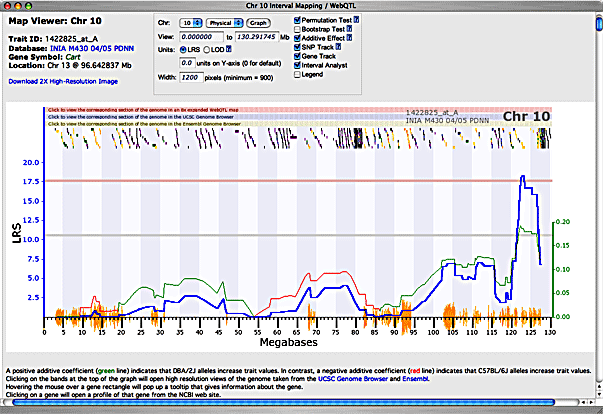 Chr 10 Interval Mapping / WebQTL
Map Viewer: Chr 10
Trait ID: 1422825_at_A
Database: INIA M430 04/05 PDNN
Gene Symbol: Cart
Location: Chr 13 @ 96.642837 Mb
Download 2X High-Resolution Image
Chr: 10 Physical Graph
View: 0.000000 to 130.291745 Mb
Units: LRS LOD ?
0.0 units on Y-axis (0 for default)
Width: 1200 pixels (minimum = 900)
Permutation Test ?
Bootstrap Test ?
Additive Effect ?
SNP Track ?
Gene Track
Interval Analyst
Legend
Click to view the corresponding section of the genome in an 8x expanded WebQTL map
Click to view the corresponding section of the genome in the UCSC Genome Browser
Click to view the corresponding section of the genome in the Ensembl Genome Browser
1422825_at_A
INIA M430 04/05 PDNN
Chr 10
20.0
17.5
15.0
12.5
10.0
7.5
5.0
2.5
LRS
0.20
0.15
0.10
0.05
0.00
0 5 10 15 20 25 30 35 40 45 50 55 60 65 70 75 80 85 90 95 100 105 110 115 120 125 130
Megabases
A positive additive coefficient (green line) indicates that DBA/2J alleles increase trait values. In contrast, a negative additive coefficient (red line) indicates that C57BL/6J alleles increase trait values.
Clicking on the bands at the top of the graph will open high resolution views of the genome taken from the UCSC Genome Browser and Ensembl.
Hovering the mouse over a gene rectangle will pop up a tooltip that gives information about the gene.
Clicking on a gene will open a profile of that gene from the NCBI web site.